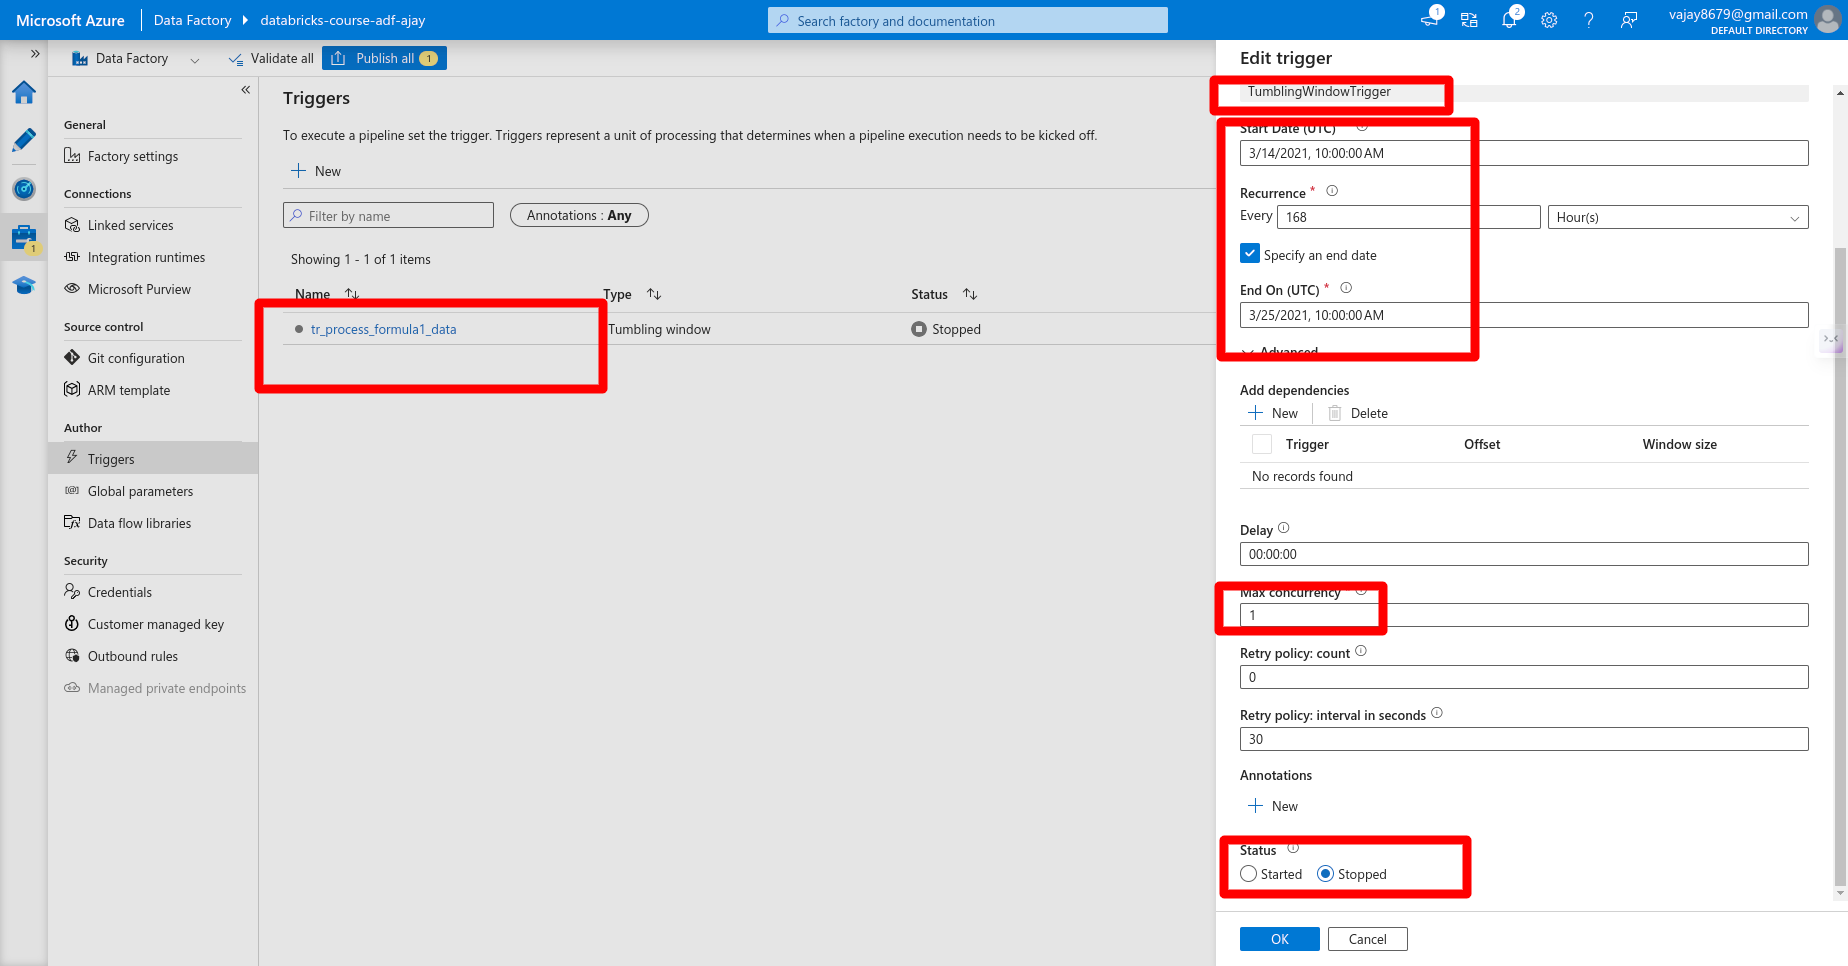 Microsoft Azure
Data Factory
databricks-course-adf-ajay
Search factory and documentation
1
2
vajay8679@gmail.com
DEFAULT DIRECTORY
Data Factory
Validate all
Publish all 1
1
General
Factory settings
Connections
Linked services
Integration runtimes
Microsoft Purview
Source control
Git configuration
ARM template
Author
Triggers
Global parameters
Data flow libraries
Security
Credentials
Customer managed key
Outbound rules
Managed private endpoints
Triggers
To execute a pipeline set the trigger. Triggers represent a unit of processing that determines when a pipeline execution needs to be kicked off.
New
Filter by name
Annotations : Any
Showing 1 - 1 of 1 items
Name Type Status
tr_process_formula1_data Tumbling window Stopped
Edit trigger
TumblingWindowTrigger
Start Date (UTC)
3/14/2021, 10:00:00 AM
Recurrence *
Every 168 Hour(s)
Specify an end date
End On (UTC) *
3/25/2021, 10:00:00 AM
Advanced
Add dependencies
New Delete
Trigger Offset Window size
No records found
Delay
00:00:00
Max concurrency
1
Retry policy: count
0
Retry policy: interval in seconds
30
Annotations
New
Status
Started Stopped
OK Cancel